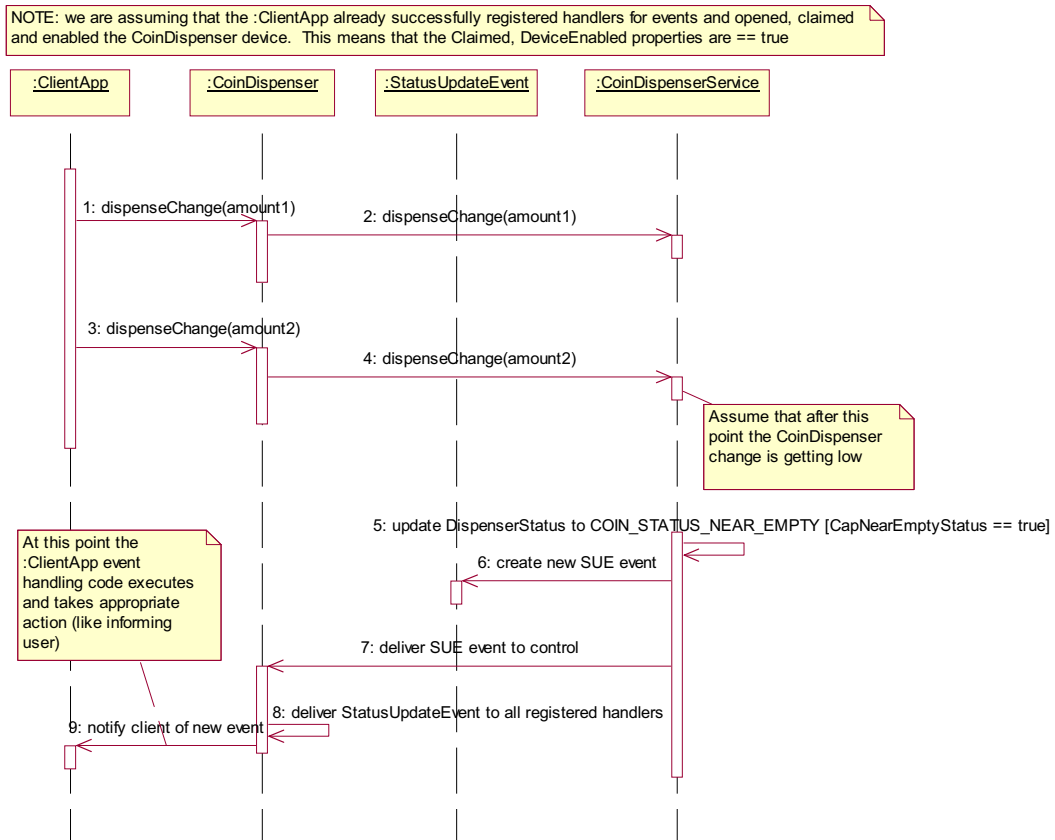 NOTE: we are assuming that the :ClientApp already successfully registered handlers for events and opened, claimed
and enabled the CoinDispenser device.  This means that the Claimed, DeviceEnabled properties are == true
:ClientApp
:CoinDispenser
:StatusUpdateEvent
:CoinDispenserService
1: dispenseChange(amount1)
2: dispenseChange(amount1)
3: dispenseChange(amount2)
4: dispenseChange(amount2)
Assume that after this
point the CoinDispenser
change is getting low
5: update DispenserStatus to COIN_STATUS_NEAR_EMPTY [CapNearEmptyStatus == true]
At this point the
:ClientApp event
handling code executes
and takes appropriate
action (like informing
user)
6: create new SUE event
7: deliver SUE event to control
8: deliver StatusUpdateEvent to all registered handlers
9: notify client of new event